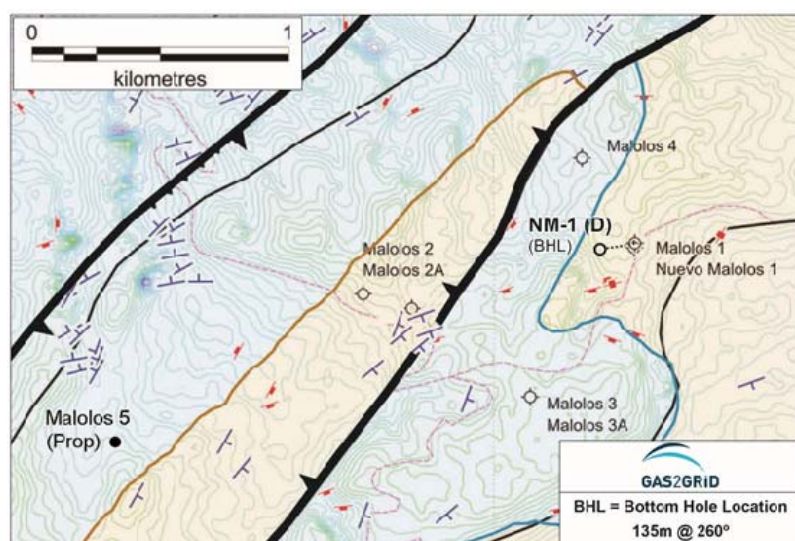 0 1
kilometres
Malolos 4
NM-1 (D)
(BHL)
Malolos 1
Nuevo Malolos 1
Malolos 2
Malolos 2A
Malolos 3
Malolos 3A
Malolos 5
(Prop)
GAS2GRID
BHL = Bottom Hole Location
135m @ 260°